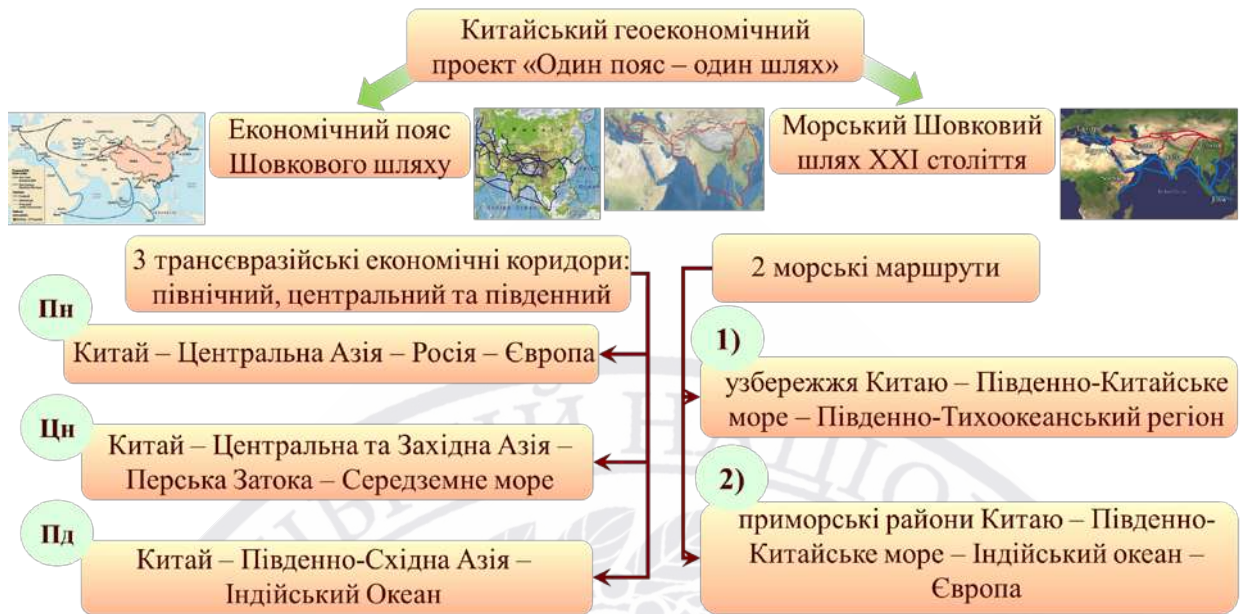 Китайський геоекономічний
проект «Один пояс – один шлях»
Економічний пояс
Шовкового шляху
Морський Шовковий
шлях ХХІ століття
3 трансєвразійські економічні коридори:
північний, центральний та південний
Пн
Китай – Центральна Азія – Росія – Європа
Цн
Китай – Центральна та Західна Азія –
Перська Затока – Середземне море
Пд
Китай – Південно-Східна Азія –
Індійський Океан
2 морські маршрути
1)
узбережжя Китаю – Південно-Китайське
море – Південно-Тихоокеанський регіон
2)
приморські райони Китаю – Південно-
Китайське море – Індійський океан –
Європа